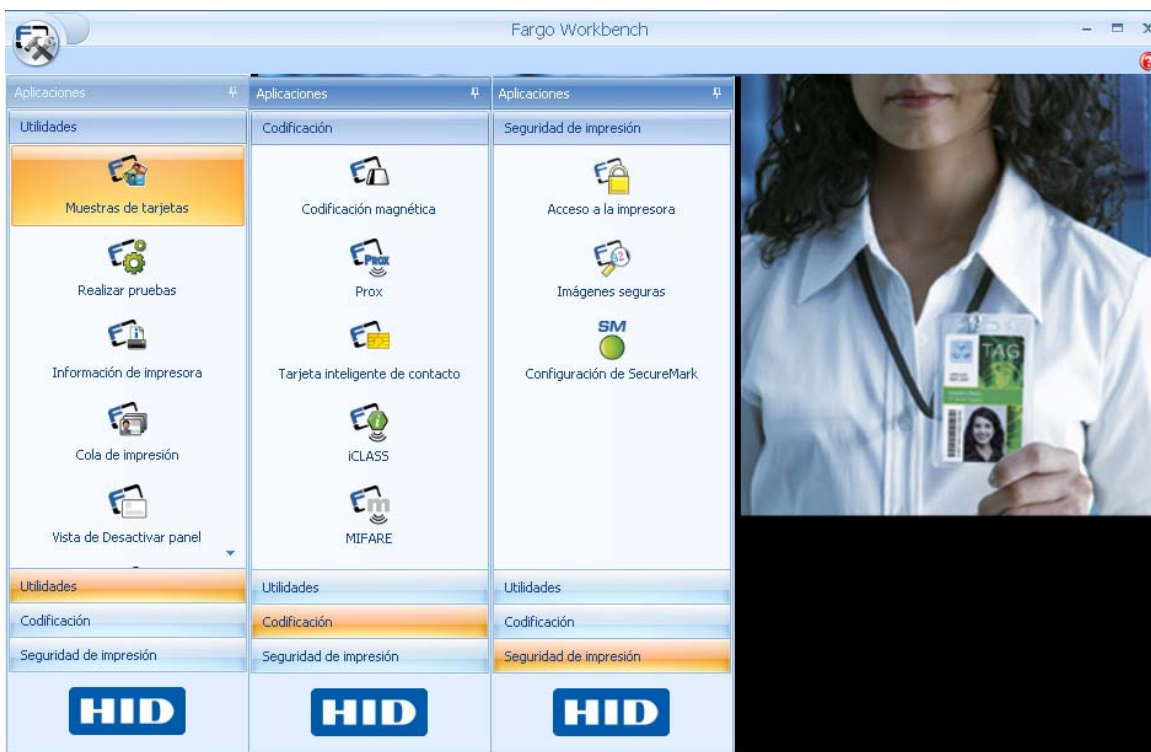 Fargo Workbench
Aplicaciones
Utilidades
Muestras de tarjetas
Realizar pruebas
Información de impresora
Cola de impresión
Vista de Desactivar panel
Utilidades
Codificación
Seguridad de impresión
HID
Aplicaciones
Codificación
Codificación magnética
Prox
Prox
Tarjeta inteligente de contacto
iCLASS
MIFARE
Utilidades
Codificación
Seguridad de impresión
HID
Aplicaciones
Seguridad de impresión
Acceso a la impresora
Imágenes seguras
SM
Configuración de SecureMark
Utilidades
Codificación
Seguridad de impresión
HID
TAG